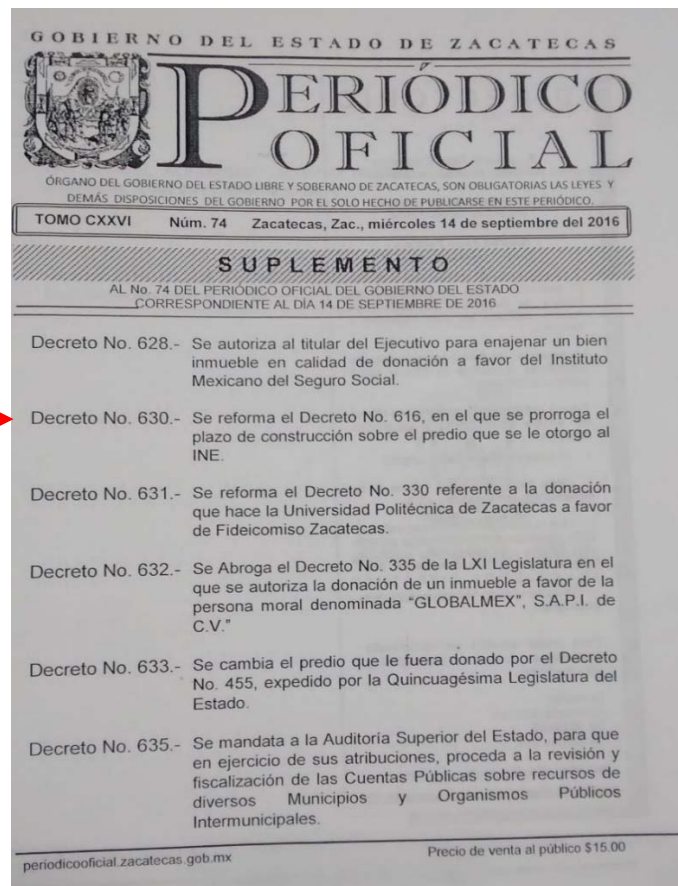 GOBIERNO DEL ESTADO DE ZACATECAS
PERIÓDICO
OFICIAL
ÓRGANO DEL GOBIERNO DEL ESTADO LIBRE Y SOBERANO DE ZACATECAS, SON OBLIGATORIAS LAS LEYES Y
DEMÁS DISPOSICIONES DEL GOBIERNO POR EL SOLO HECHO DE PUBLICARSE EN ESTE PERIÓDICO.
TOMO CXXVI Núm. 74 Zacatecas, Zac., miércoles 14 de septiembre del 2016
SUPLEMENTO
AL No. 74 DEL PERIÓDICO OFICIAL DEL GOBIERNO DEL ESTADO
CORRESPONDIENTE AL DÍA 14 DE SEPTIEMBRE DE 2016
Decreto No. 628.- Se autoriza al titular del Ejecutivo para enajenar un bien
inmueble en calidad de donación a favor del Instituto
Mexicano del Seguro Social.
Decreto No. 630.- Se reforma el Decreto No. 616, en el que se prorroga el
plazo de construcción sobre el predio que se le otorgo al
INE.
Decreto No. 631.- Se reforma el Decreto No. 330 referente a la donación
que hace la Universidad Politécnica de Zacatecas a favor
de Fideicomiso Zacatecas.
Decreto No. 632.- Se Abroga el Decreto No. 335 de la LXI Legislatura en el
que se autoriza la donación de un inmueble a favor de la
persona moral denominada "GLOBALMEX", S.A.P.I. de
C.V."
Decreto No. 633.- Se cambia el predio que le fuera donado por el Decreto
No. 455, expedido por la Quincuagésima Legislatura del
Estado.
Decreto No. 635.- Se mandata a la Auditoría Superior del Estado, para que
en ejercicio de sus atribuciones, proceda a la revisión y
fiscalización de las Cuentas Públicas sobre recursos de
diversos Municipios y Organismos Públicos
Intermunicipales.
periodicooficial.zacatecas.gob.mx Precio de venta al público $15.00